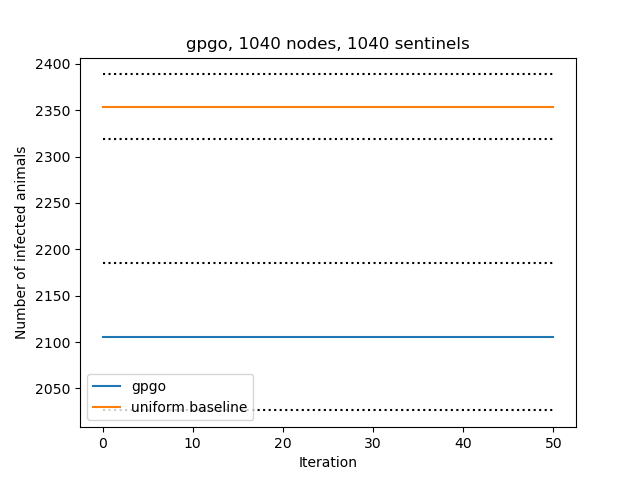 gpgo, 1040 nodes, 1040 sentinels
Number of infected animals
2400
2350
2300
2250
2200
2150
2100
2050
gpgo
uniform baseline
0 10 20 30 40 50
Iteration